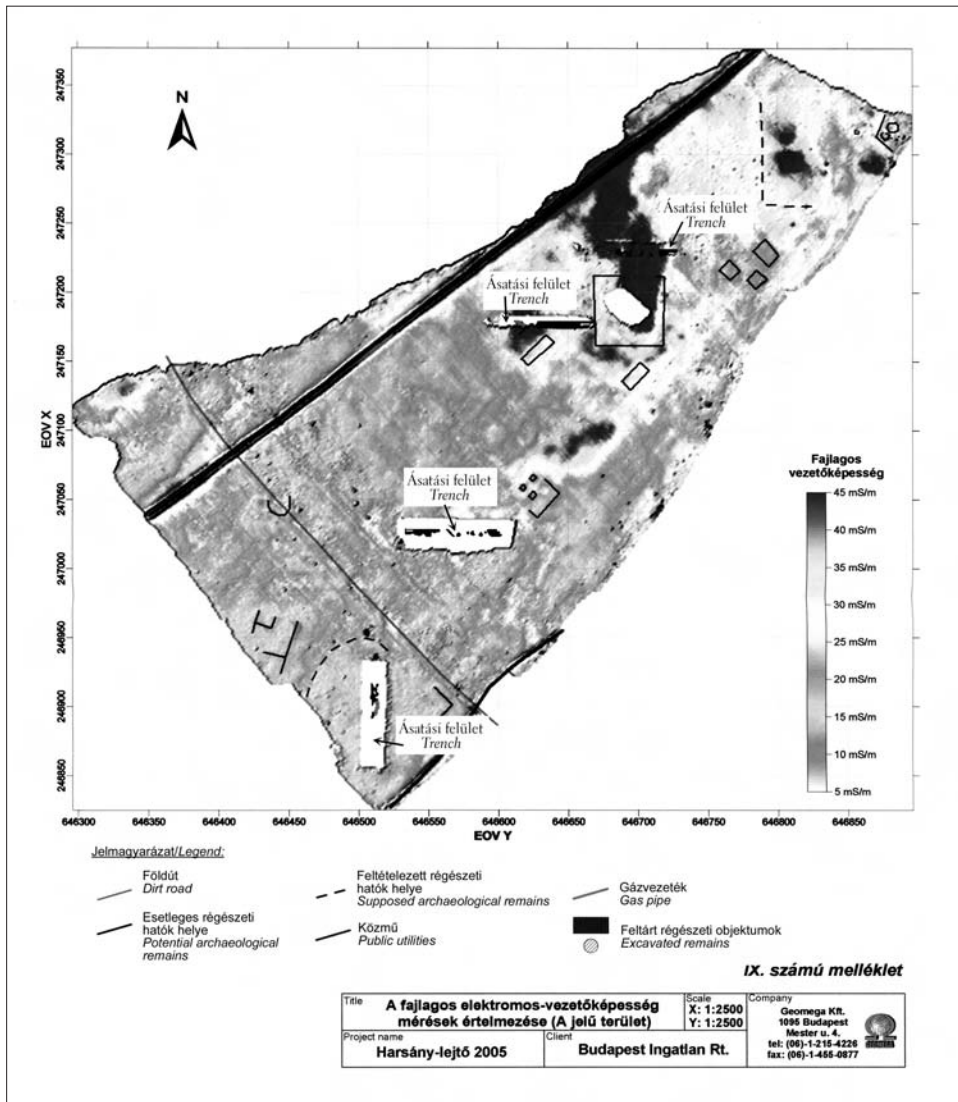 N
247350
247300
247250
247200
247150
247100
247050
247000
246950
246900
246850
EOV X
Ásatási felület
Trench
Ásatási felület
Trench
Ásatási felület
Trench
Ásatási felület
Trench
Fajlagos
vezetőképesség
45 mS/m
40 mS/m
35 mS/m
30 mS/m
25 mS/m
20 mS/m
15 mS/m
10 mS/m
5 mS/m
646300 646350 646400 646450 646500 646550 646600 646650 646700 646750 646800 646850
EOV Y
Jelmagyarázat/Legend:
Földút
Dirt road
Esetleges régészeti
hatók helye
Potential archaeological
remains
Feltételezett régészeti
hatók helye
Supposed archaeological remains
Közmű
Public utilities
Gázvezeték
Gas pipe
Feltárt régészeti objektumok
Excavated remains
IX. számú melléklet
Title
A fajlagos elektromos-vezetőképesség
mérések értelmezése (A jelű terület)
Scale
X: 1:2500
Y: 1:2500
Company
Geomega Kft.
1095 Budapest
Mester u. 4.
tel: (06)-1-215-4226
fax: (06)-1-455-0877
Project name
Harsány-lejtő 2005
Client
Budapest Ingatlan Rt.